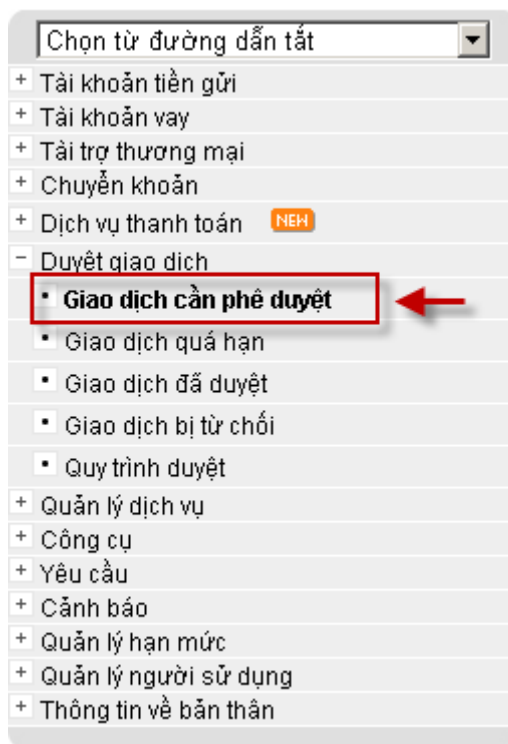 Chọn từ đường dẫn tắt
Tài khoản tiền gửi
Tài khoản vay
Tài trợ thương mại
Chuyển khoản
Dịch vụ thanh toán NEW
Duyệt giao dịch
Giao dịch cần phê duyệt
Giao dịch quá hạn
Giao dịch đã duyệt
Giao dịch bị từ chối
Quy trình duyệt
Quản lý dịch vụ
Công cụ
Yêu cầu
Cảnh báo
Quản lý hạn mức
Quản lý người sử dụng
Thông tin về bản thân